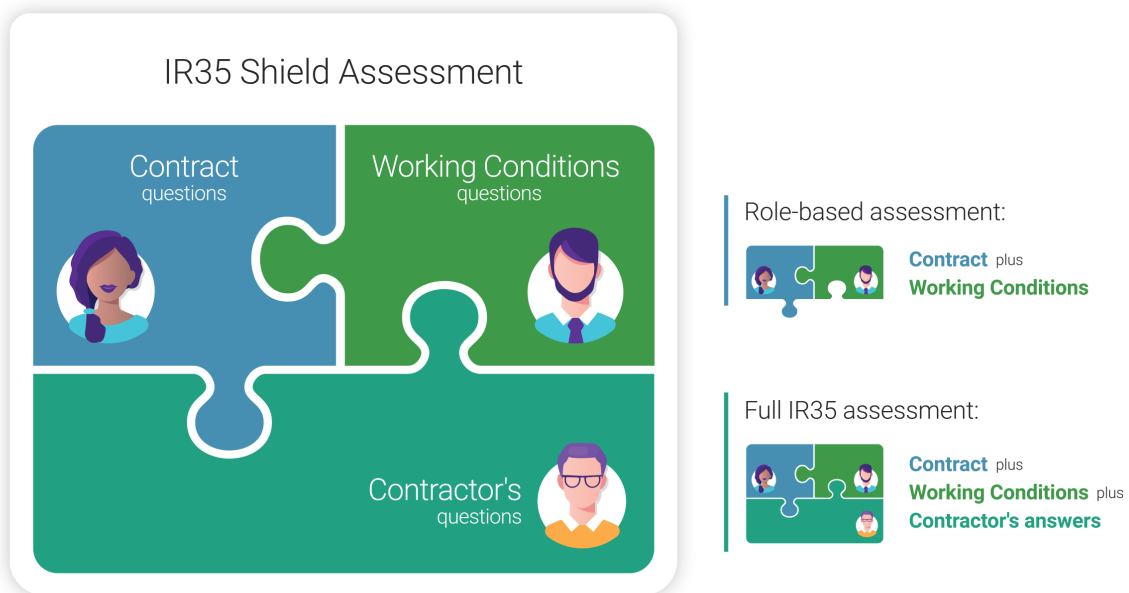 IR35 Shield Assessment
Contract
questions
Working Conditions
questions
Contractor's
questions
Role-based assessment:
Contract plus
Working Conditions
Full IR35 assessment:
Contract plus
Working Conditions plus
Contractor's answers